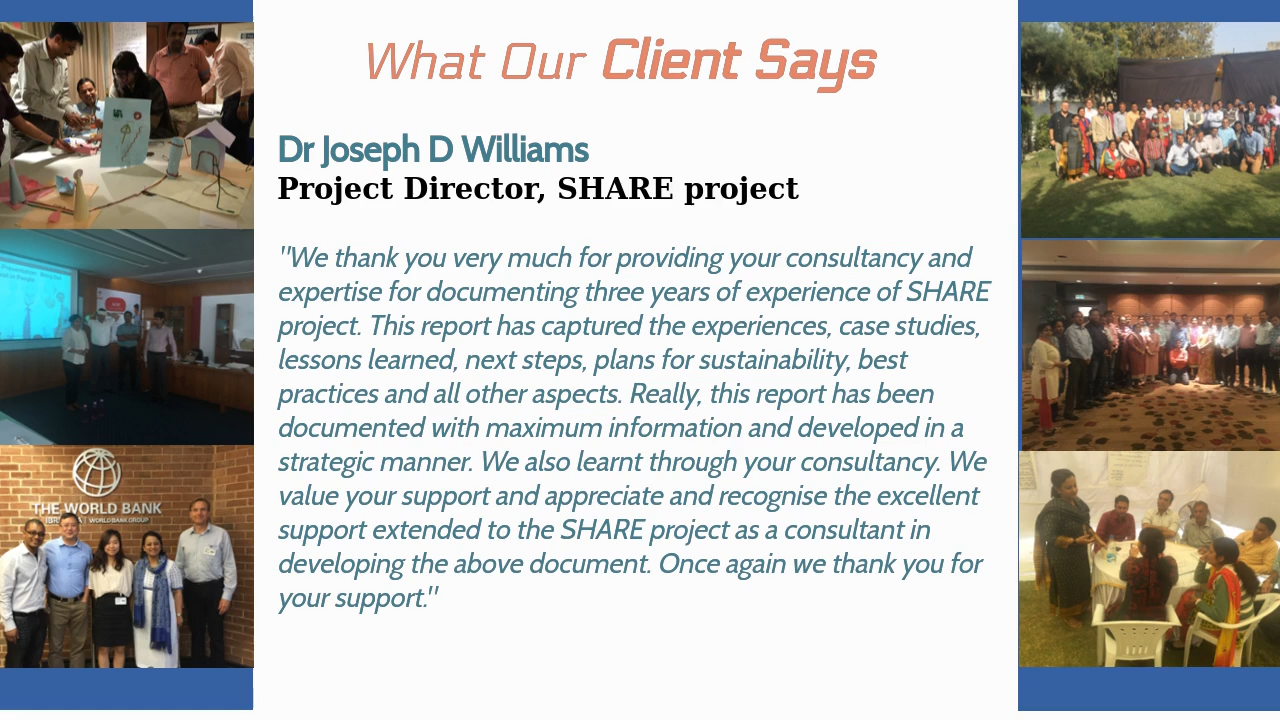 What Our Client Says
Dr Joseph D Williams
Project Director, SHARE project
"We thank you very much for providing your consultancy and
expertise for documenting three years of experience of SHARE
project. This report has captured the experiences, case studies,
lessons learned, next steps, plans for sustainability, best
practices and all other aspects. Really, this report has been
documented with maximum information and developed in a
strategic manner. We also learnt through your consultancy. We
value your support and appreciate and recognise the excellent
support extended to the SHARE project as a consultant in
developing the above document. Once again we thank you for
your support."
THE WORLD BANK
WORLD BANK GROUP